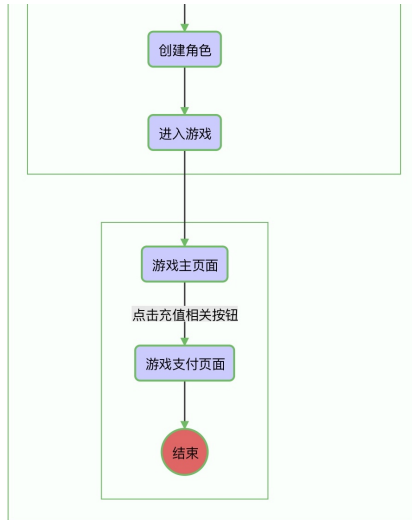 创建角色
进入游戏
游戏主页面
点击充值相关按钮
游戏支付页面
结束